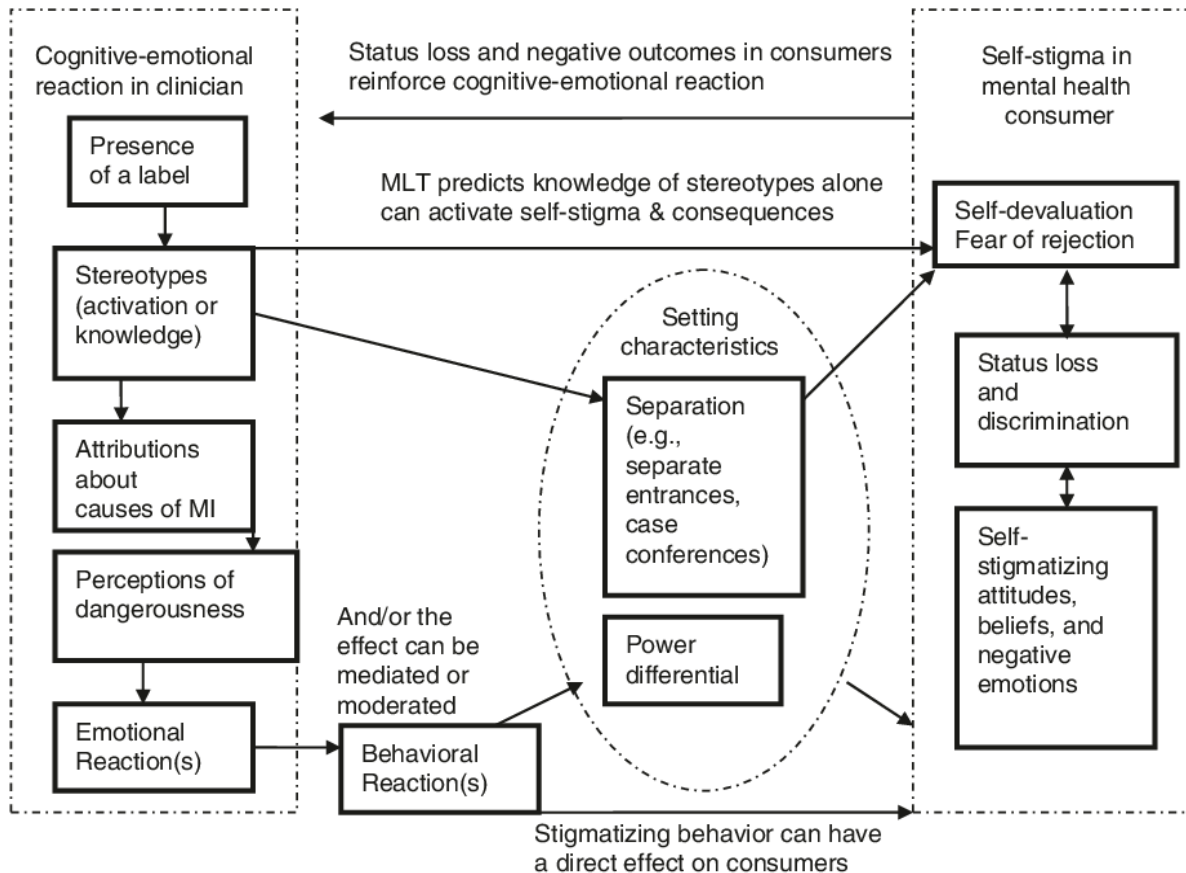 Cognitive-emotional
reaction in clinician
Presence
of a label
Stereotypes
(activation or
knowledge)
Attributions
about
causes of MI
Perceptions of
dangerousness
Emotional
Reaction(s)
Status loss and negative outcomes in consumers
reinforce cognitive-emotional reaction
MLT predicts knowledge of stereotypes alone
can activate self-stigma & consequences
Setting
characteristics
Separation
(e.g.,
separate
entrances,
case
conferences)
Power
differential
And/or the
effect can be
mediated or
moderated
Behavioral
Reaction(s)
Stigmatizing behavior can have
a direct effect on consumers
Self-stigma in
mental health
consumer
Self-devaluation
Fear of rejection
Status loss
and
discrimination
Self-
stigmatizing
attitudes,
beliefs, and
negative
emotions